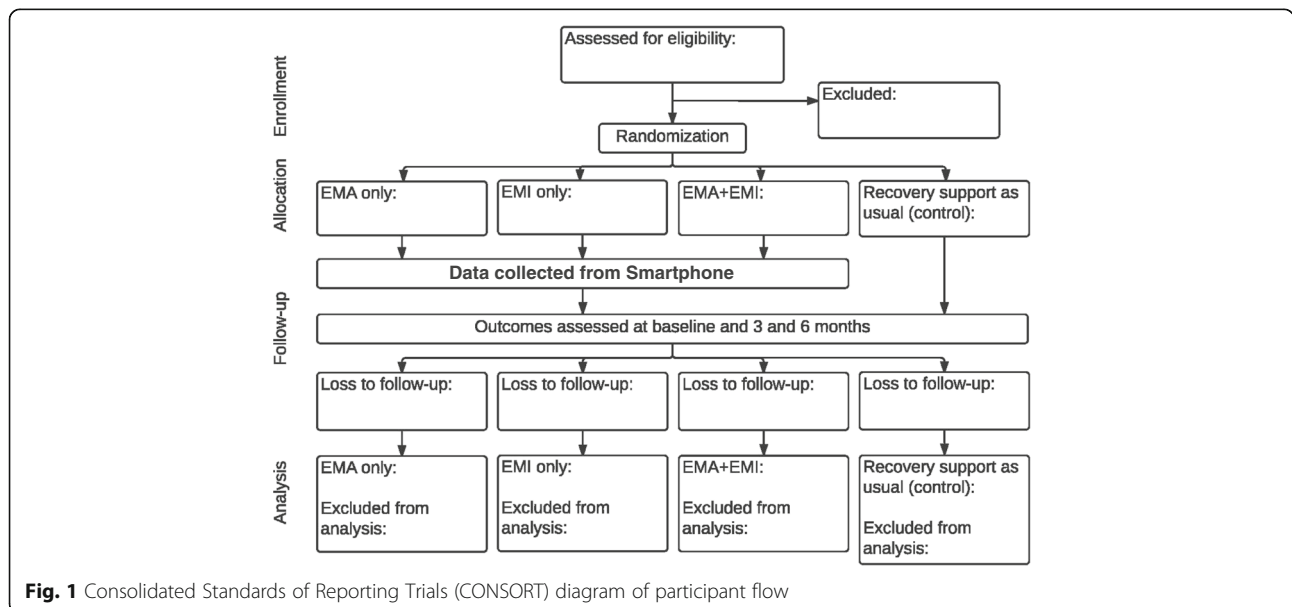 Assessed for eligibility:
Enrollment
Excluded:
Randomization
Allocation
EMA only:
EMI only:
EMA+EMI:
Recovery support as
usual (control):
Data collected from Smartphone
Follow-up
Outcomes assessed at baseline and 3 and 6 months
Loss to follow-up:
Loss to follow-up:
Loss to follow-up:
Loss to follow-up:
Analysis
EMA only:
Excluded from
analysis:
EMI only:
Excluded from
analysis:
EMA+EMI:
Excluded from
analysis:
Recovery support as
usual (control):
Excluded from
analysis:
Fig. 1 Consolidated Standards of Reporting Trials (CONSORT) diagram of participant flow